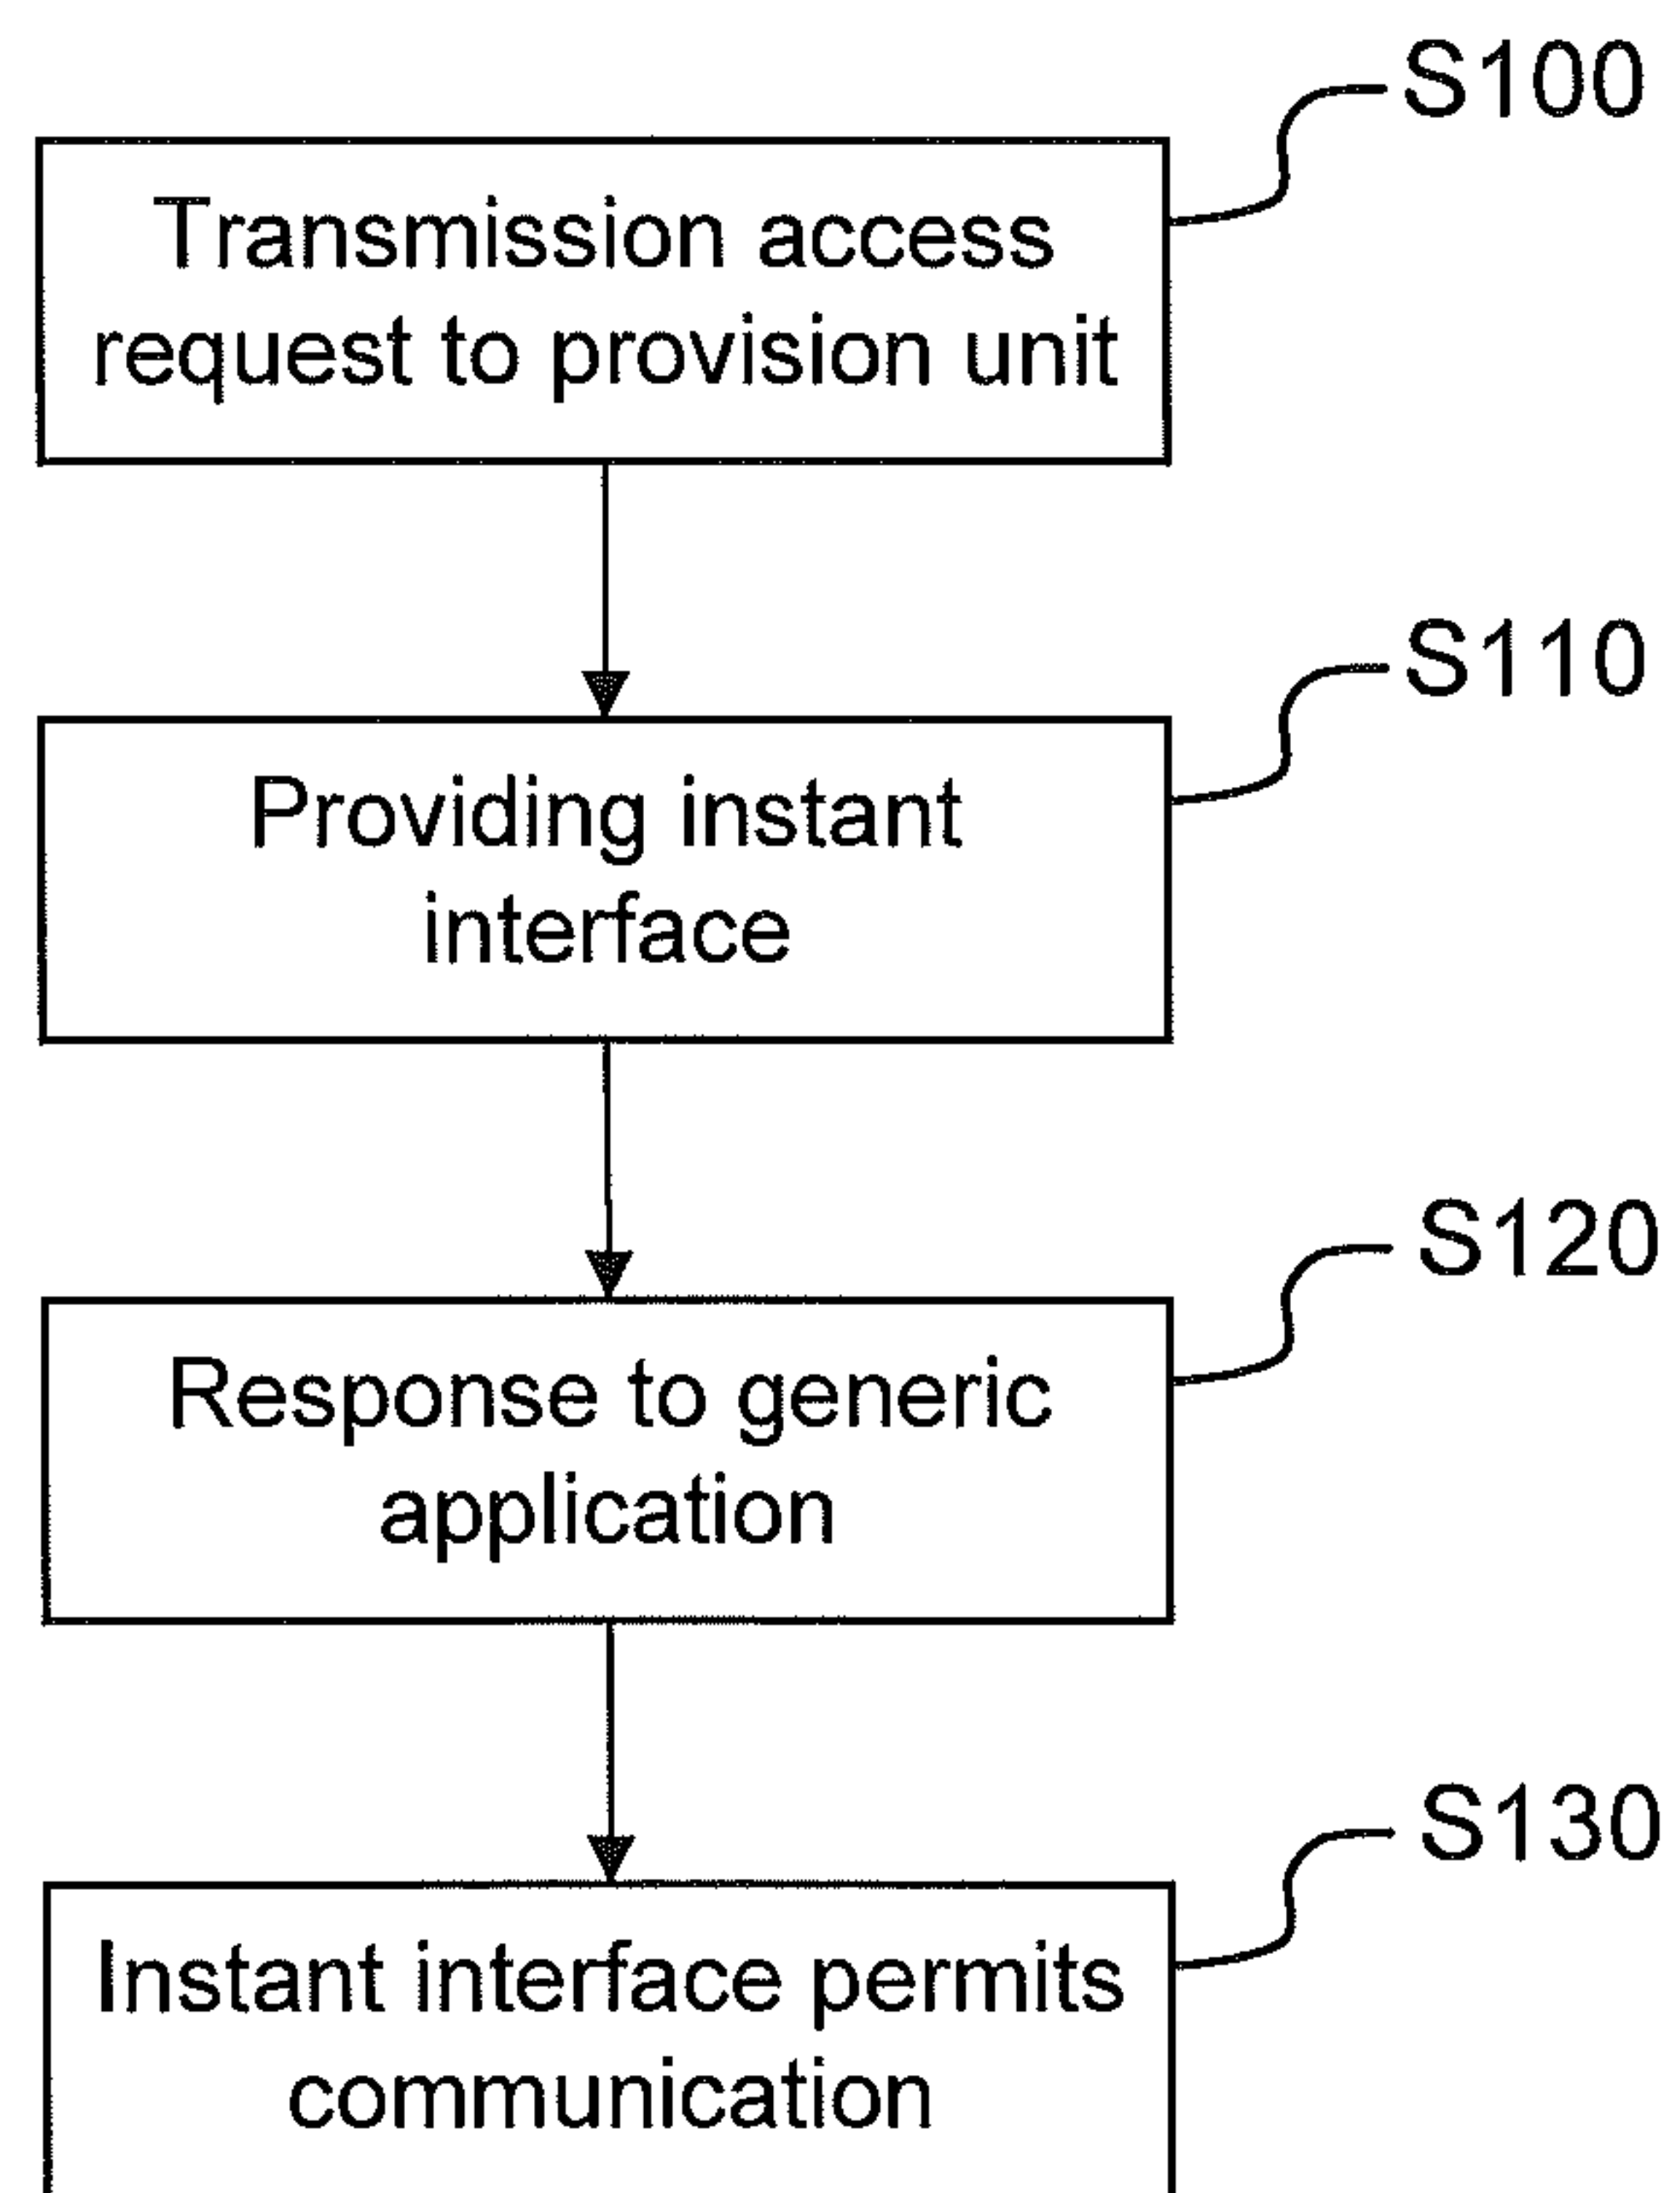 S100
Transmission access
request to provision unit
S110
Providing instant
interface
S120
Response to generic
application
S130
Instant interface permits
communication